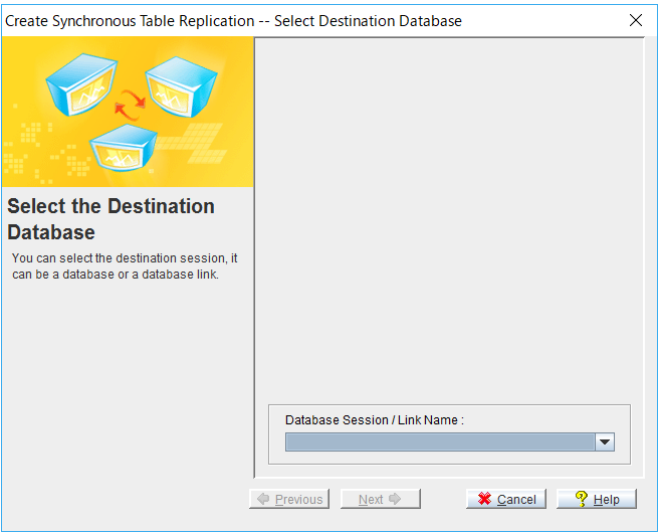 Create Synchronous Table Replication -- Select Destination Database
Select the Destination
Database
You can select the destination session, it
can be a database or a database link.
Database Session / Link Name :
Previous
Next
Cancel
Help